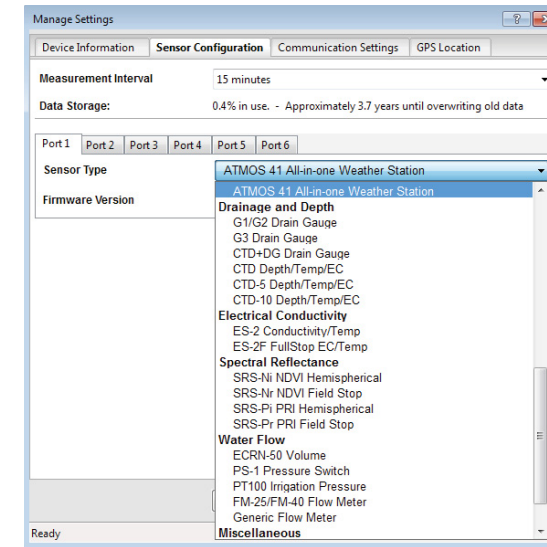 Manage Settings
Device Information Sensor Configuration Communication Settings GPS Location
Measurement Interval 15 minutes
Data Storage: 0.4% in use. - Approximately 3.7 years until overwriting old data
Port 1 Port 2 Port 3 Port 4 Port 5 Port 6
Sensor Type ATMOS 41 All-in-one Weather Station
ATMOS 41 All-in-one Weather Station
Firmware Version
Drainage and Depth
G1/G2 Drain Gauge
G3 Drain Gauge
CTD+DG Drain Gauge
CTD Depth/Temp/EC
CTD-5 Depth/Temp/EC
CTD-10 Depth/Temp/EC
Electrical Conductivity
ES-2 Conductivity/Temp
ES-2F FullStop EC/Temp
Spectral Reflectance
SRS-Ni NDVI Hemispherical
SRS-Nr NDVI Field Stop
SRS-Pi PRI Hemispherical
SRS-Pr PRI Field Stop
Water Flow
ECRN-50 Volume
PS-1 Pressure Switch
PT100 Irrigation Pressure
FM-25/FM-40 Flow Meter
Generic Flow Meter
Miscellaneous
Ready